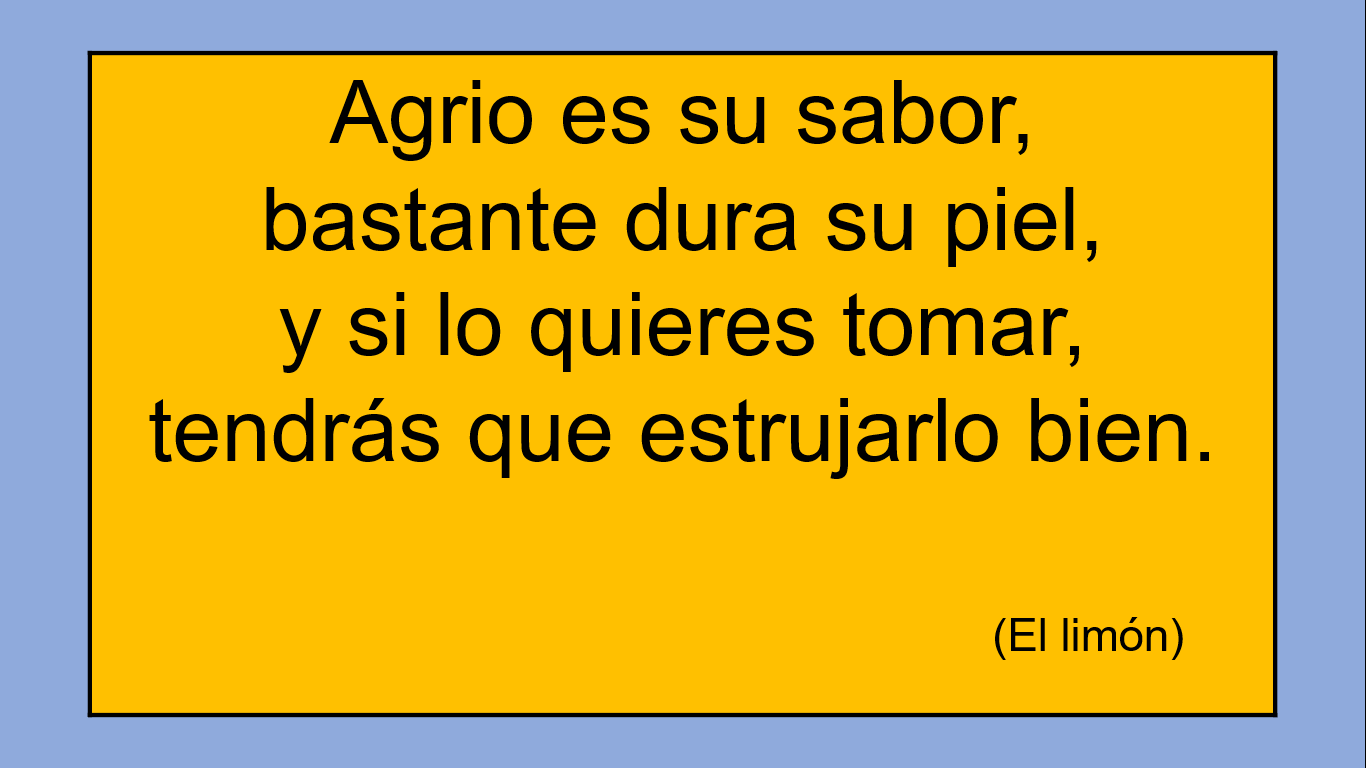 Agrio es su sabor,
bastante dura su piel,
y si lo quieres tomar,
tendrás que estrujarlo bien.
(El limón)